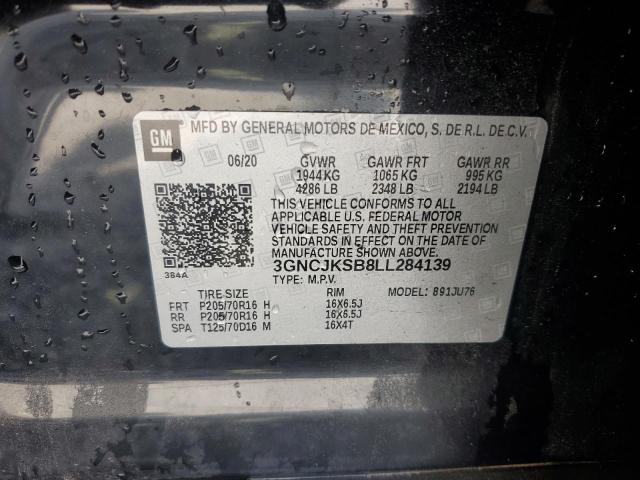 GM
MFD BY GENERAL MOTORS DE MEXICO, S. DE R.L. DE C.V.
06/20 GVWR GAWR FRT GAWR RR
1944 KG 1065 KG 995 KG
4286 LB 2348 LB 2194 LB
THIS VEHICLE CONFORMS TO ALL
APPLICABLE U.S. FEDERAL MOTOR
VEHICLE SAFETY AND THEFT PREVENTION
STANDARDS IN EFFECT ON THE DATE OF
MANUFACTURE SHOWN ABOVE.
3GNCJKSB8LL284139
384A
TYPE: M.P.V. MODEL: 891JU76
TIRE SIZE RIM
FRT P205/70R16 H 16X6.5J
RR P205/70R16 H 16X6.5J
SPA T125/70D16 M 16X4T